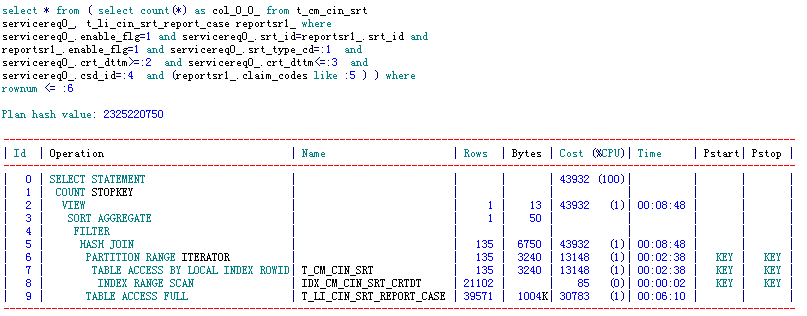 select * from ( select count(*) as col_0_0_ from t_cm_cin_srt
servicereq0_, t_li_cin_srt_report_case reportsr1_ where
servicereq0_.enable_flg=1 and servicereq0_.srt_id=reportsr1_.srt_id and
reportsr1_.enable_flg=1 and servicereq0_.srt_type_cd=:1 and
servicereq0_.crt_dttm>=:2 and servicereq0_.crt_dttm<=:3 and
servicereq0_.csd_id=:4 and (reportsr1_.claim_codes like :5 ) ) where
rownum <= :6
Plan hash value: 2325220750
| Id | Operation | Name | Rows | Bytes | Cost (%CPU)| Time | Pstart| Pstop |
| 0 | SELECT STATEMENT | | | | 43932 (100)| | | |
| 1 | COUNT STOPKEY | | | | | | | |
| 2 | VIEW | | 1 | 13 | 43932 (1)| 00:08:48 | | |
| 3 | SORT AGGREGATE | | 1 | 50 | | | | |
| 4 | FILTER | | | | | | | |
| 5 | HASH JOIN | | 135 | 6750 | 43932 (1)| 00:08:48 | | |
| 6 | PARTITION RANGE ITERATOR | | 135 | 3240 | 13148 (1)| 00:02:38 | KEY | KEY |
| 7 | TABLE ACCESS BY LOCAL INDEX ROWID| T_CM_CIN_SRT | 135 | 3240 | 13148 (1)| 00:02:38 | KEY | KEY |
| 8 | INDEX RANGE SCAN | IDX_CM_CIN_SRT_CRTDT | 21102 | | 85 (0)| 00:00:02 | KEY | KEY |
| 9 | TABLE ACCESS FULL | T_LI_CIN_SRT_REPORT_CASE | 39571 | 1004K| 30783 (1)| 00:06:10 | | |